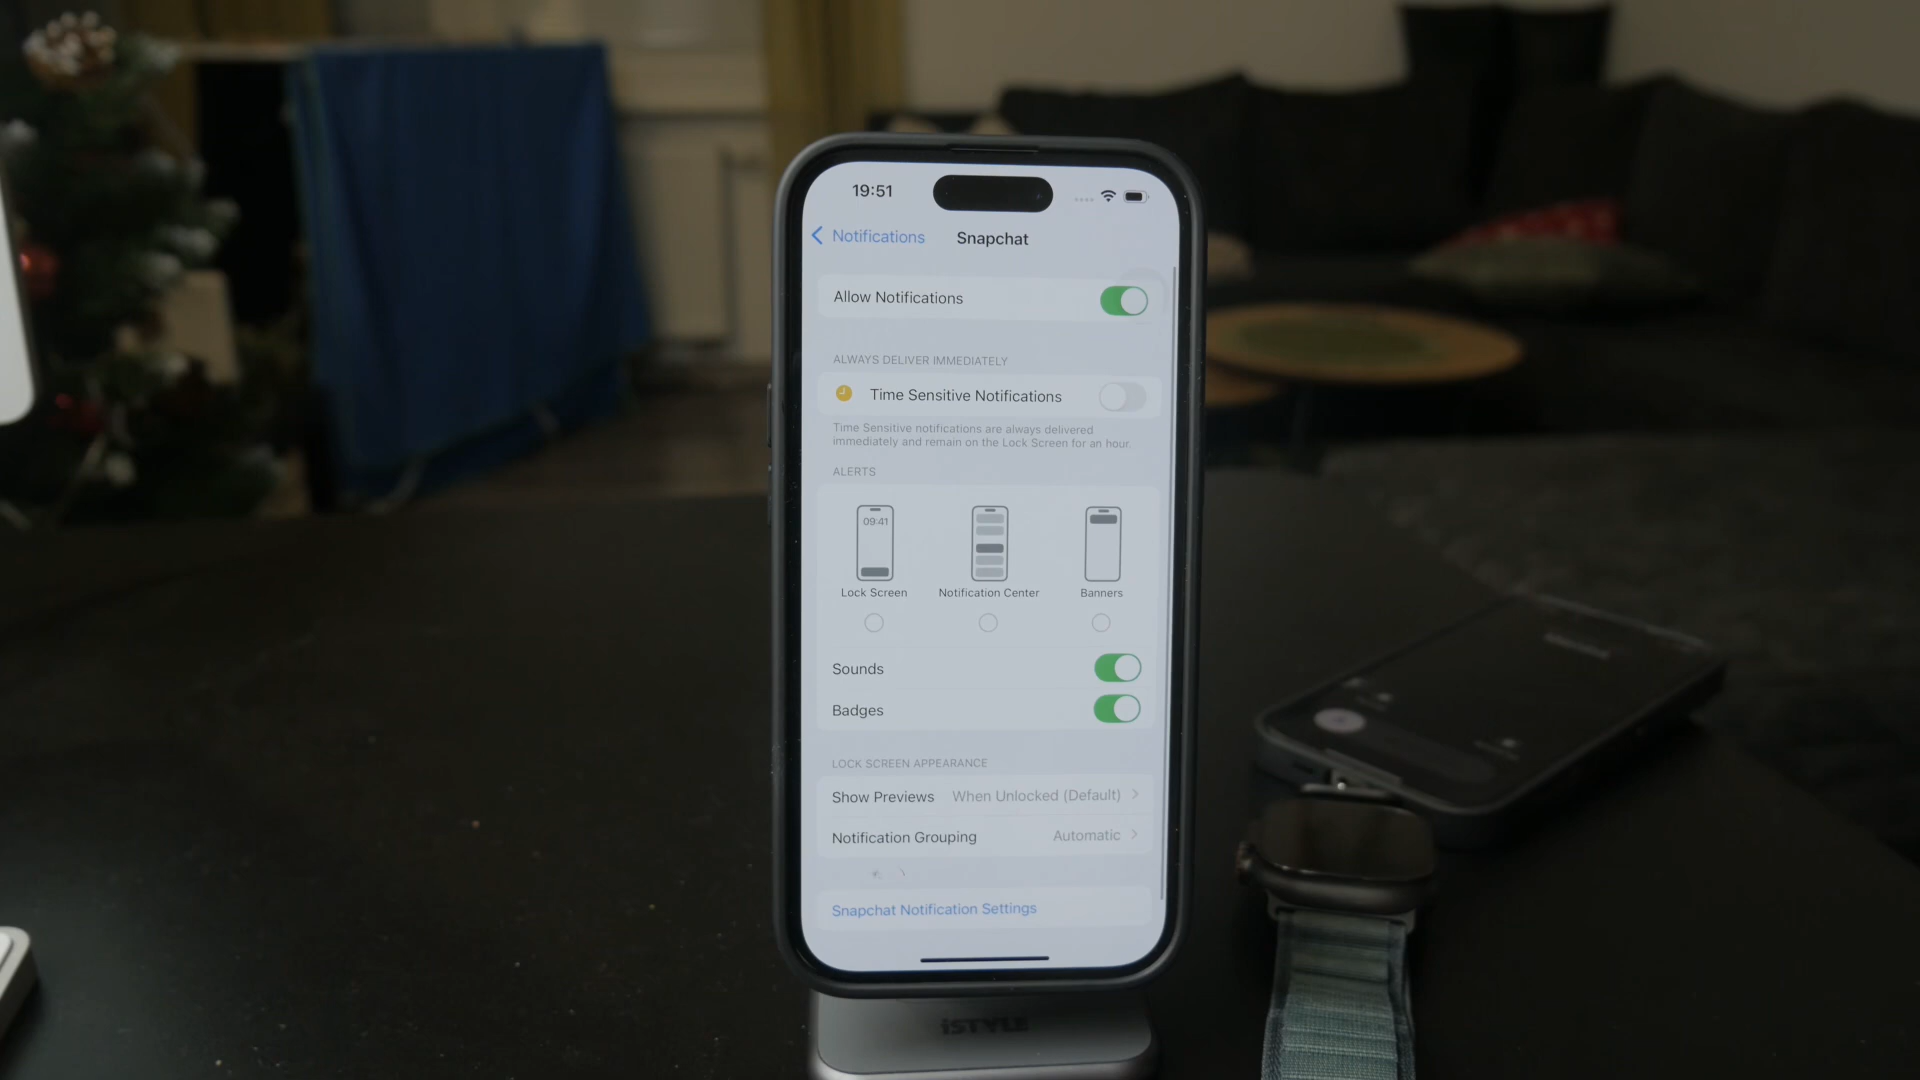 19:51
Notifications
Snapchat
Allow Notifications
ALWAYS DELIVER IMMEDIATELY
Time Sensitive Notifications
Time Sensitive notifications are always delivered
immediately and remain on the Lock Screen for an hour.
ALERTS
09:41
Lock Screen
Notification Center
Banners
Sounds
Badges
LOCK SCREEN APPEARANCE
Show Previews When Unlocked (Default)
Notification Grouping Automatic
Snapchat Notification Settings
iSTYLE